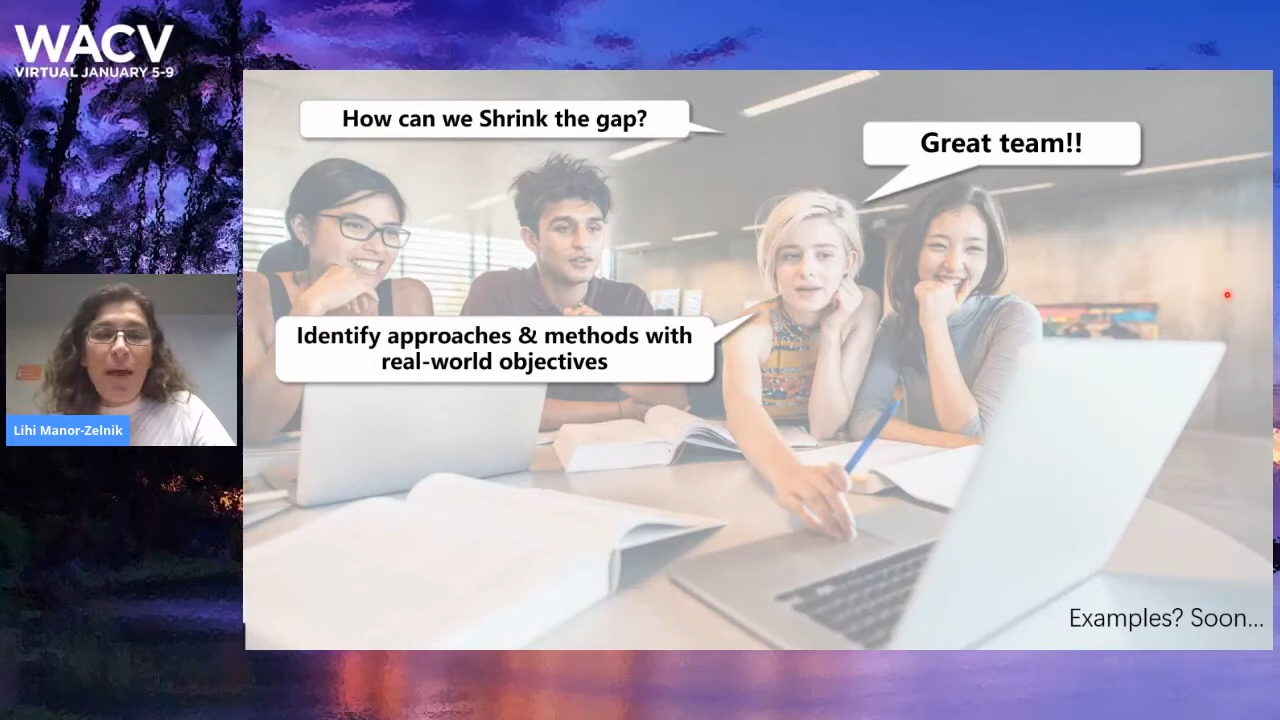 WACV
VIRTUAL JANUARY 5-9
How can we Shrink the gap?
Great team!!
Identify approaches & methods with
real-world objectives
Lihi Manor-Zelnik
Examples? Soon...